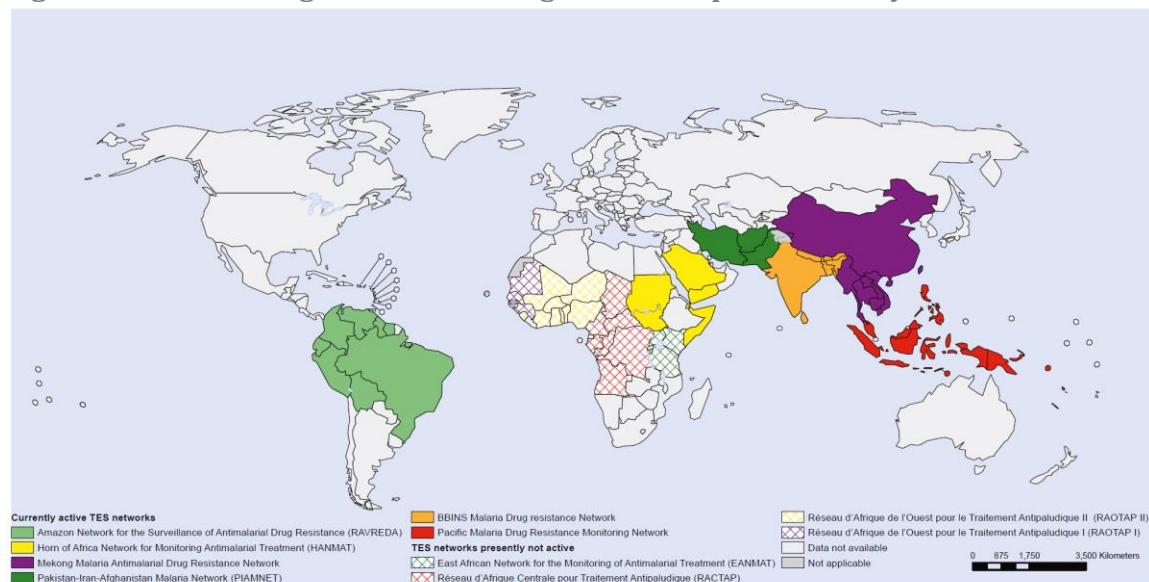 Currently active TES networks
Amazon Network for the Surveillance of Antimalarial Drug Resistance (RAVREDA)
Horn of Africa Network for Monitoring Antimalarial Treatment (HANMAT)
Mekong Malaria Antimalarial Drug Resistance Network
Pakistan-Iran-Afghanistan Malaria Network (PIAMNET)
BBINS Malaria Drug resistance Network
Pacific Malaria Drug Resistance Monitoring Network
TES networks presently not active
East African Network for the Monitoring of Antimalarial Treatment (EANMAT)
Réseau d'Afrique Centrale pour Traitement Antipaludique (RACTAP)
Réseau d'Afrique de l'Ouest pour le Traitement Antipaludique II (RAOTAP II)
Réseau d'Afrique de l'Ouest pour le Traitement Antipaludique I (RAOTAP I)
Data not available
Not applicable
0 875 1,750 3,500 Kilometers